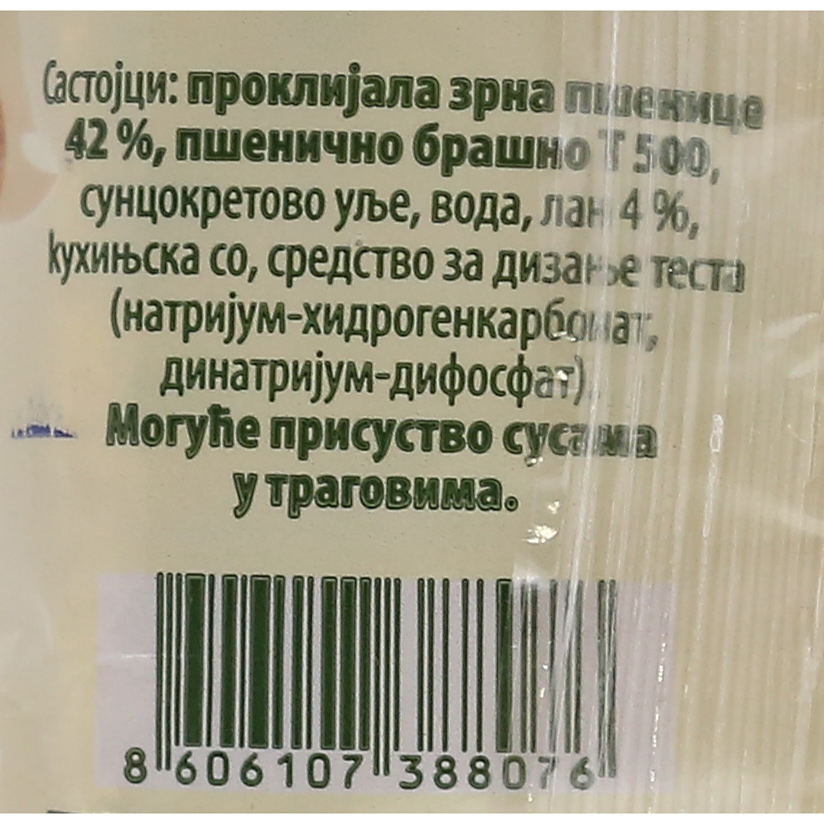 Састојци: проклијала зрна пшенице
42 %, пшенично брашно Т 500,
сунцокретово уље, вода, лан 4 %,
кухињска со, средство за дизање теста
(натријум-хидрогенкарбонат,
динатријум-дифосфат).
Могуће присуство сусама
у траговима.
8 606107 388076